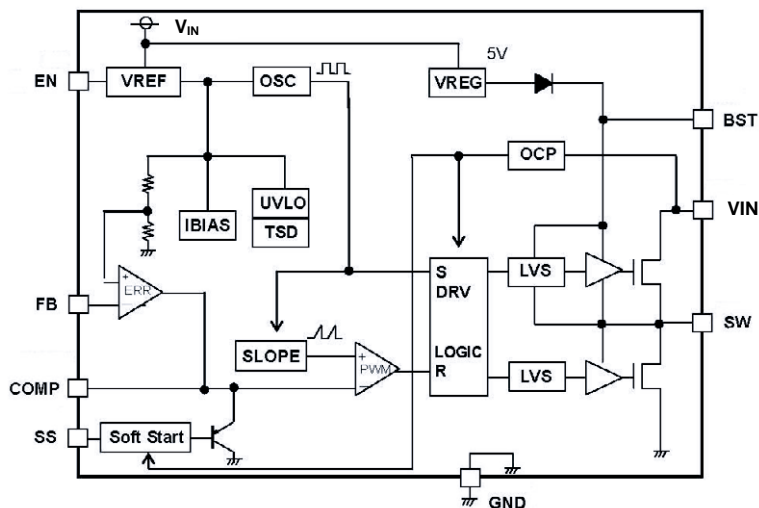 VIN
5V
EN
VREF
OSC
VREG
BST
OCP
VIN
IBIAS
UVLO
TSD
S
DRV
LVS
+
ERR
−
FB
SW
SLOPE
+
PWM
−
LOGIC
R
LVS
COMP
SS
Soft Start
GND